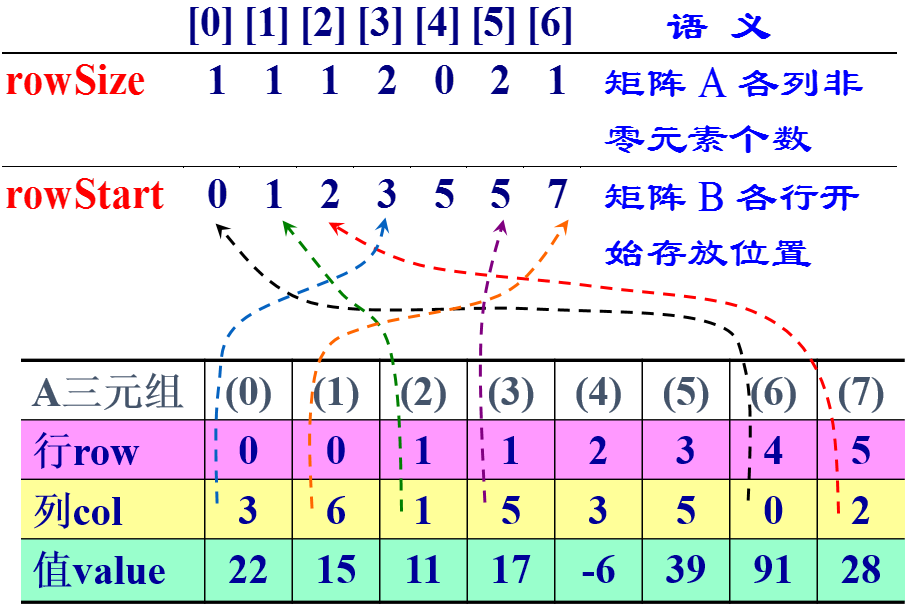 [0] [1] [2] [3] [4] [5] [6] 语 义
rowSize 1 1 1 2 0 2 1 矩阵 A 各列非
零元素个数
rowStart 0 1 2 3 5 5 7 矩阵 B 各行开
始存放位置
A三元组 (0) (1) (2) (3) (4) (5) (6) (7)
行row 0 0 1 1 2 3 4 5
列col 3 6 1 5 3 5 0 2
值value 22 15 11 17 -6 39 91 28